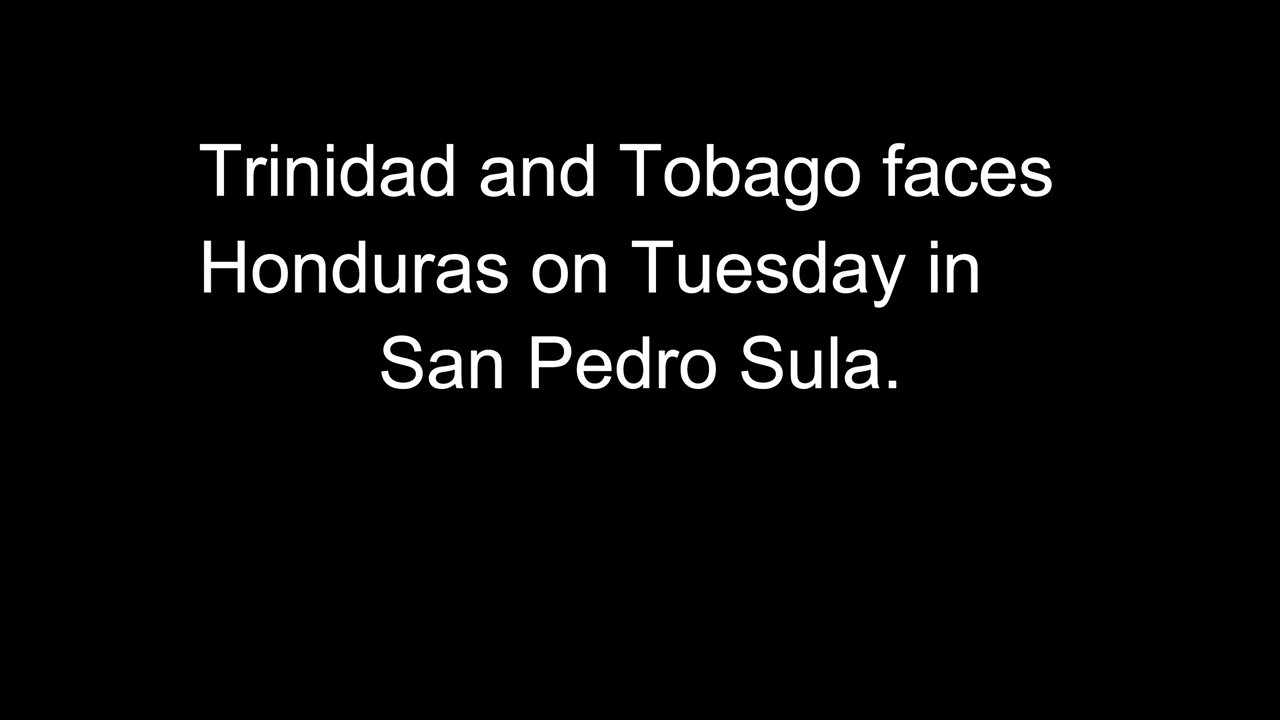 Trinidad and Tobago faces
Honduras on Tuesday in
San Pedro Sula.